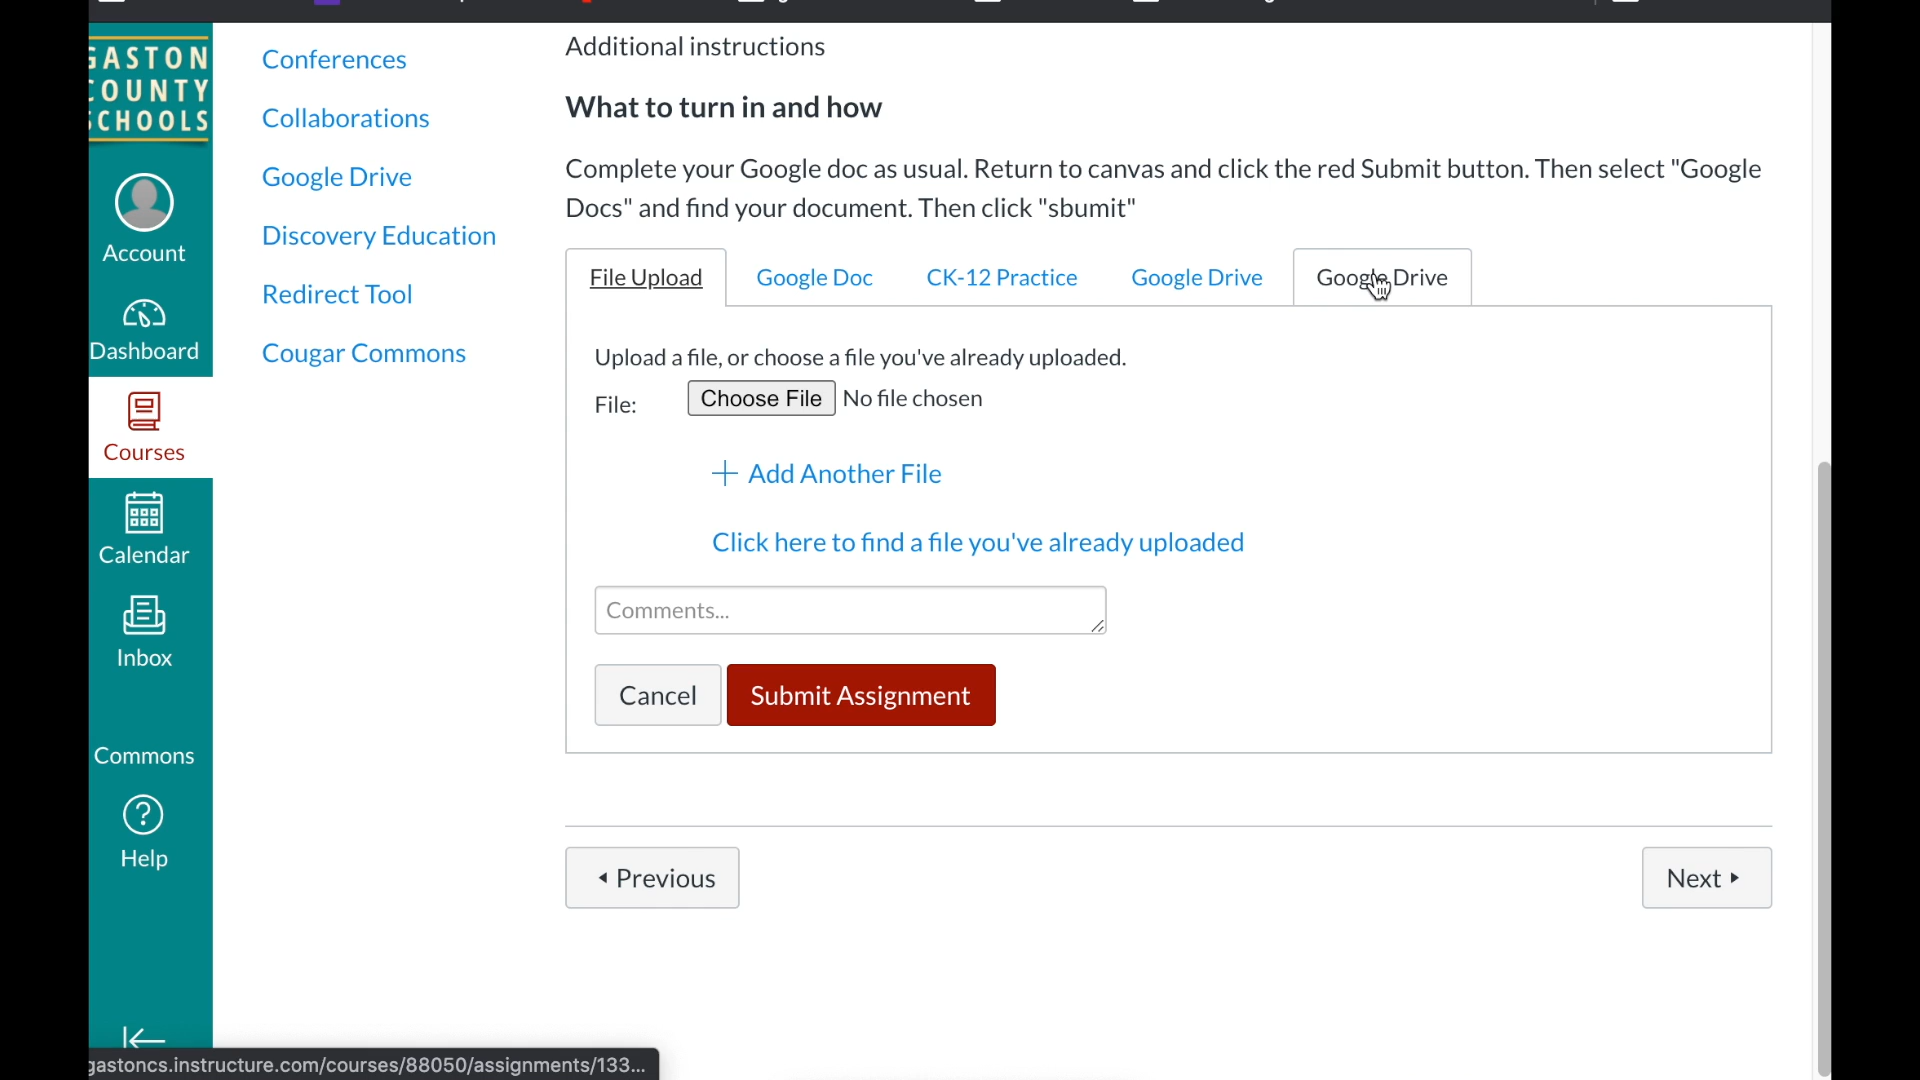 GASTON
COUNTY
SCHOOLS
Account
Dashboard
Courses
Calendar
Inbox
Commons
Help
Conferences
Collaborations
Google Drive
Discovery Education
Redirect Tool
Cougar Commons
Additional instructions
What to turn in and how
Complete your Google doc as usual. Return to canvas and click the red Submit button. Then select "Google
Docs" and find your document. Then click "sbumit"
File Upload Google Doc CK-12 Practice Google Drive Google Drive
Upload a file, or choose a file you've already uploaded.
File: Choose File No file chosen
+ Add Another File
Click here to find a file you've already uploaded
Comments...
Cancel Submit Assignment
Previous Next
gastoncs.instructure.com/courses/88050/assignments/133...